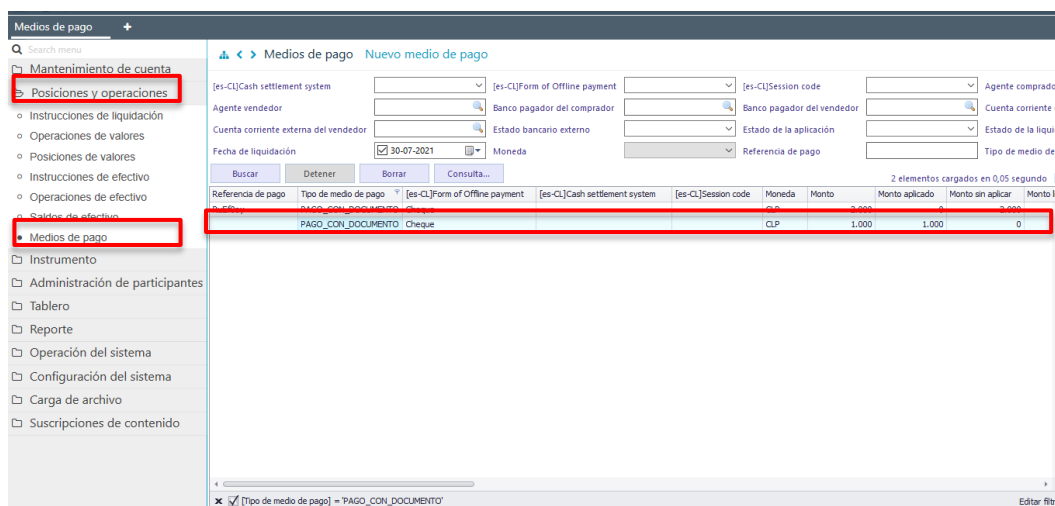 Medios de pago +
Search menu
Mantenimiento de cuenta
Posiciones y operaciones
Instrucciones de liquidación
Operaciones de valores
Posiciones de valores
Instrucciones de efectivo
Operaciones de efectivo
Saldos de efectivo
Medios de pago
Instrumento
Administración de participantes
Tablero
Reporte
Operación del sistema
Configuración del sistema
Carga de archivo
Suscripciones de contenido
Medios de pago Nuevo medio de pago
[es-CL]Cash settlement system [es-CL]Form of Offline payment [es-CL]Session code Agente comprado
Agente vendedor Banco pagador del comprador Banco pagador del vendedor Cuenta corriente
Cuenta corriente externa del vendedor Estado bancario externo Estado de la aplicación Estado de la liqui
Fecha de liquidación 30-07-2021 Moneda Referencia de pago Tipo de medio de
Buscar Detener Borrar Consulta...
2 elementos cargados en 0,05 segundo
Referencia de pago Tipo de medio de pago [es-CL]Form of Offline payment [es-CL]Cash settlement system [es-CL]Session code Moneda Monto Monto aplicado Monto sin aplicar Monto l
PAGO_CON_DOCUMENTO Cheque CLP 2.000 0 2.000
PAGO_CON_DOCUMENTO Cheque CLP 1.000 1.000 0
[Tipo de medio de pago] = 'PAGO_CON_DOCUMENTO' Editar filtr